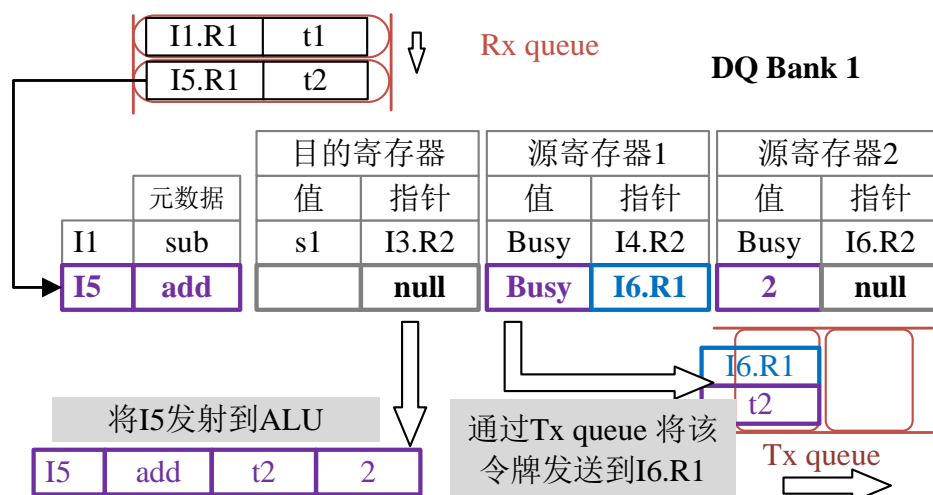 I1.R1 t1
Rx queue
I5.R1 t2
DQ Bank 1
目的寄存器 源寄存器1 源寄存器2
元数据 值 指针 值 指针 值 指针
I1 sub s1 I3.R2 Busy I4.R2 Busy I6.R2
I5 add null Busy I6.R1 2 null
I6.R1
t2
将I5发射到ALU
通过Tx queue 将该
令牌发送到I6.R1
Tx queue
I5 add t2 2